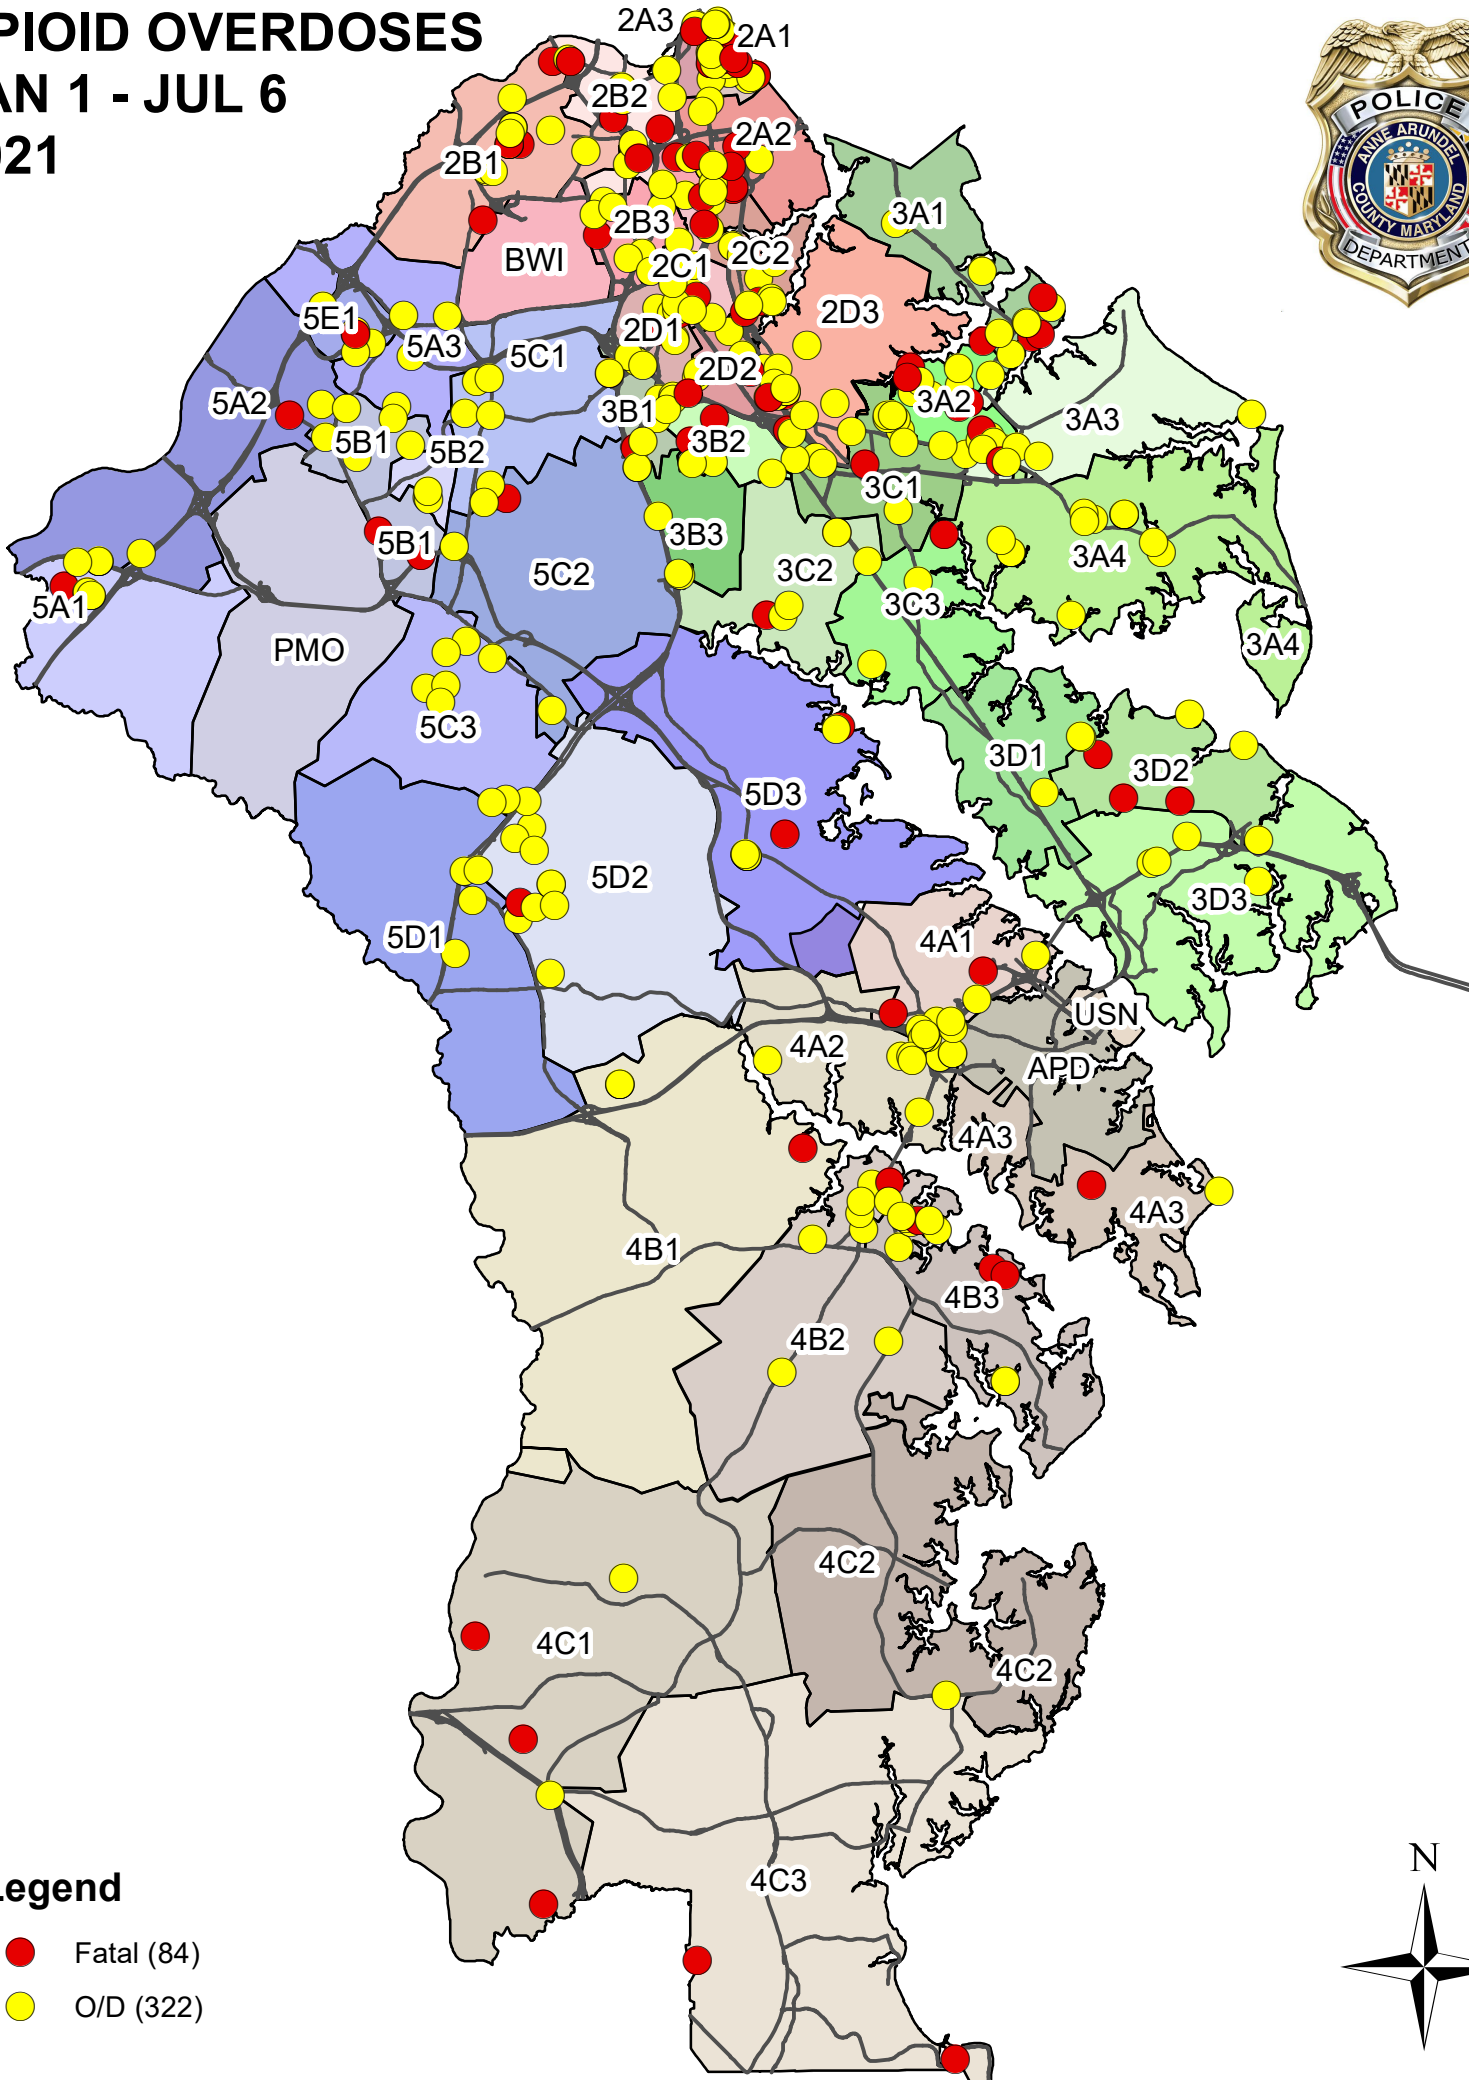 PIOID OVERDOSES
AN 1 - JUL 6
021
POLICE
ANNE ARUNDEL
COUNTY MARYLAND
DEPARTMENT
2A3
2A1
2B2
2A2
2B1
3A1
2B3
BWI
2C1
2C2
5E1
2D1
2D3
5A3
5C1
2D2
5A2
3B1
3A2
3A3
5B1
5B2
3B2
3C1
3B3
5B1
5C2
3C2
3A4
5A1
3C3
PMO
3A4
5C3
3D1
3D2
5D3
5D2
3D3
5D1
4A1
USN
4A2
APD
4A3
4A3
4B1
4B3
4B2
4C2
4C1
4C2
4C3
Legend
Fatal (84)
O/D (322)
N